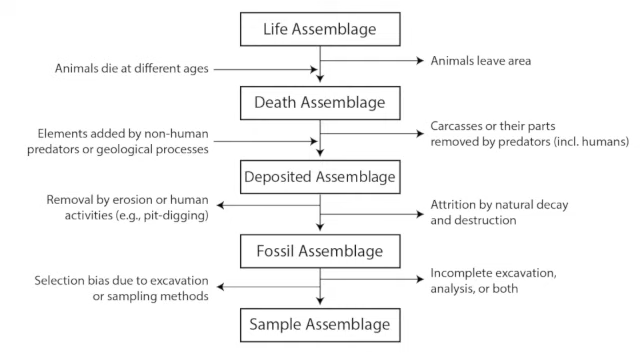 Life Assemblage
Animals die at different ages
Animals leave area
Death Assemblage
Elements added by non-human
predators or geological processes
Carcasses or their parts
removed by predators (incl. humans)
Deposited Assemblage
Removal by erosion or human
activities (e.g., pit-digging)
Attrition by natural decay
and destruction
Fossil Assemblage
Selection bias due to excavation
or sampling methods
Incomplete excavation,
analysis, or both
Sample Assemblage